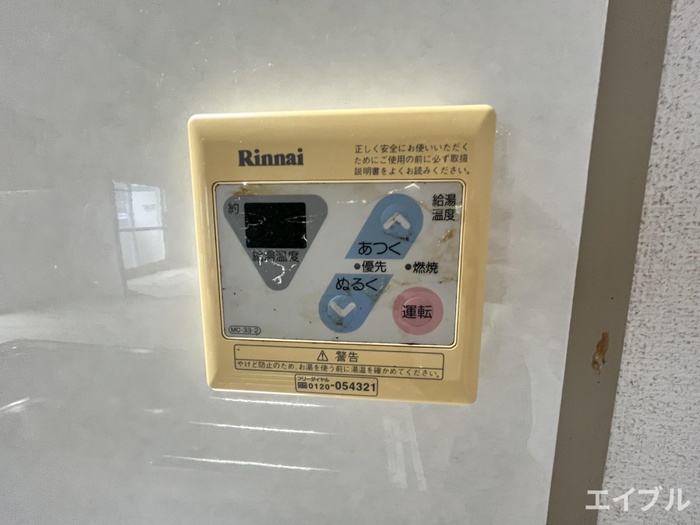 Rinnai
正しく安全にお使いいただく
ためにご使用の前に必ず取扱
説明書をよくお読みください。
約
給湯温度
給湯
温度
あつく
優先
燃焼
ぬるく
運転
MC-33-2
⚠ 警告
やけど防止のため、お湯を使う前に湯温を確かめてください。
フリーダイヤル
0120-054321
エイブル